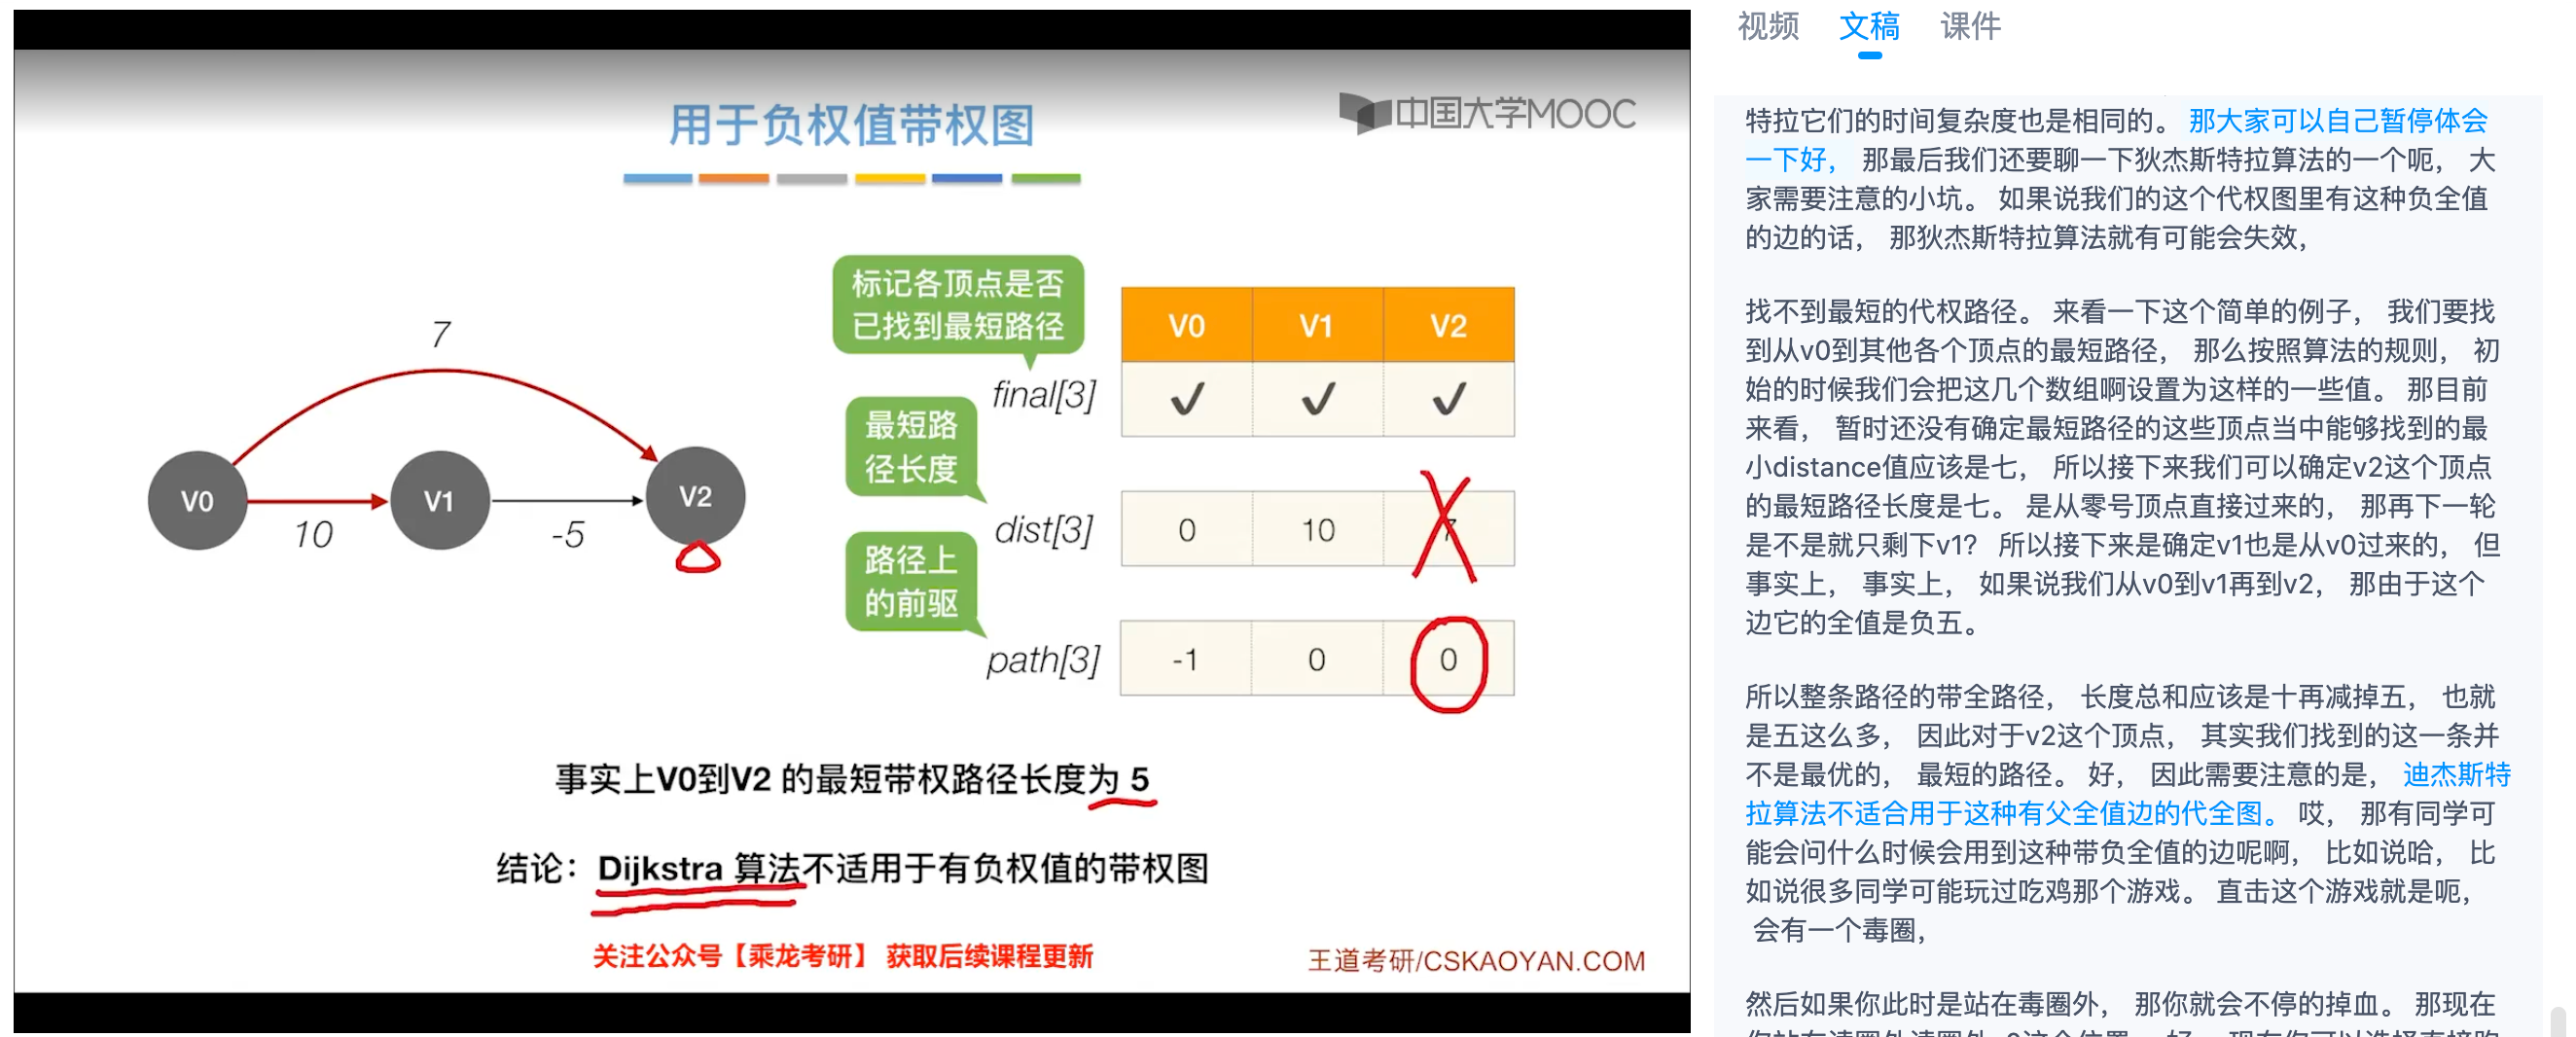 用于负权值带权图
中国大学MOOC
7
V0
V1
V2
10
-5
标记各顶点是否
已找到最短路径
V0 V1 V2
final[3] ✓ ✓ ✓
最短路
径长度
dist[3] 0 10 7
路径上
的前驱
path[3] -1 0 0
事实上V0到V2 的最短带权路径长度为 5
结论：Dijkstra 算法不适用于有负权值的带权图
关注公众号【乘龙考研】 获取后续课程更新
王道考研/CSKAOYAN.COM
视频 文稿 课件
特拉它们的时间复杂度也是相同的。 那大家可以自己暂停体会
一下好， 那最后我们还要聊一下狄杰斯特拉算法的一个呃， 大
家需要注意的小坑。 如果说我们的这个代权图里有这种负全值
的边的话， 那狄杰斯特拉算法就有可能会失效，
找不到最短的代权路径。 来看一下这个简单的例子， 我们要找
到从v0到其他各个顶点的最短路径， 那么按照算法的规则， 初
始的时候我们会把这几个数组啊设置为这样的一些值。 那目前
来看， 暂时还没有确定最短路径的这些顶点当中能够找到的最
小distance值应该是七， 所以接下来我们可以确定v2这个顶点
的最短路径长度是七。 是从零号顶点直接过来的， 那再下一轮
是不是就只剩下v1? 所以接下来是确定v1也是从v0过来的， 但
事实上， 事实上， 如果说我们从v0到v1再到v2， 那由于这个
边它的全值是负五。
所以整条路径的带全路径， 长度总和应该是十再减掉五， 也就
是五这么多， 因此对于v2这个顶点， 其实我们找到的这一条并
不是最优的， 最短的路径。 好， 因此需要注意的是， 迪杰斯特
拉算法不适合用于这种有父全值边的代全图。 哎， 那有同学可
能会问什么时候会用到这种带负全值的边呢啊， 比如说哈， 比
如说很多同学可能玩过吃鸡那个游戏。 直击这个游戏就是呃，
会有一个毒圈，
然后如果你此时是站在毒圈外， 那你就会不停的掉血。 那现在